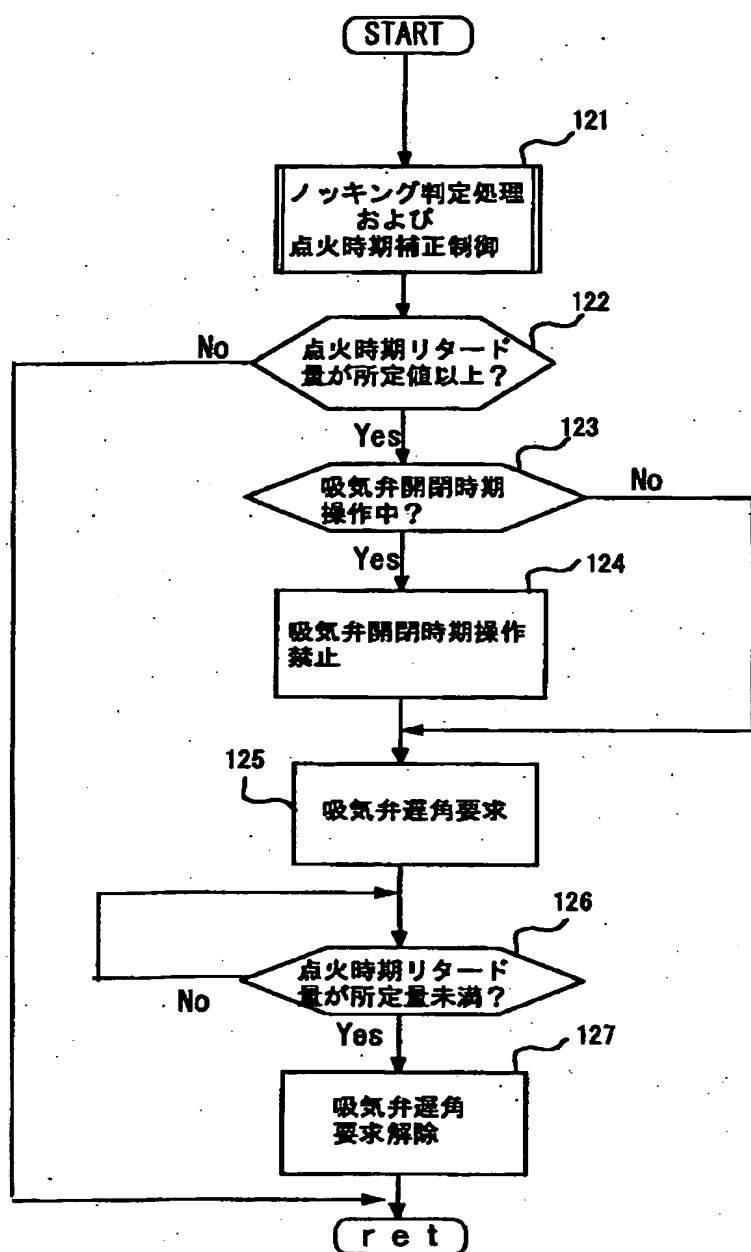 START
121
ノッキング判定処理
および
点火時期補正制御
122
No
点火時期リタード
量が所定値以上？
Yes
123
吸気弁開閉時期
操作中？
No
Yes
124
吸気弁開閉時期操作
禁止
125
吸気弁遅角要求
126
点火時期リタード
量が所定量未満？
No
Yes
127
吸気弁遅角
要求解除
ret